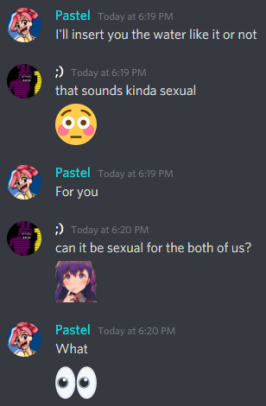 Pastel Today at 6:19 PM
I'll insert you the water like it or not
;) Today at 6:19 PM
that sounds kinda sexual
Pastel Today at 6:19 PM
For you
;) Today at 6:20 PM
can it be sexual for the both of us?
Pastel Today at 6:20 PM
What